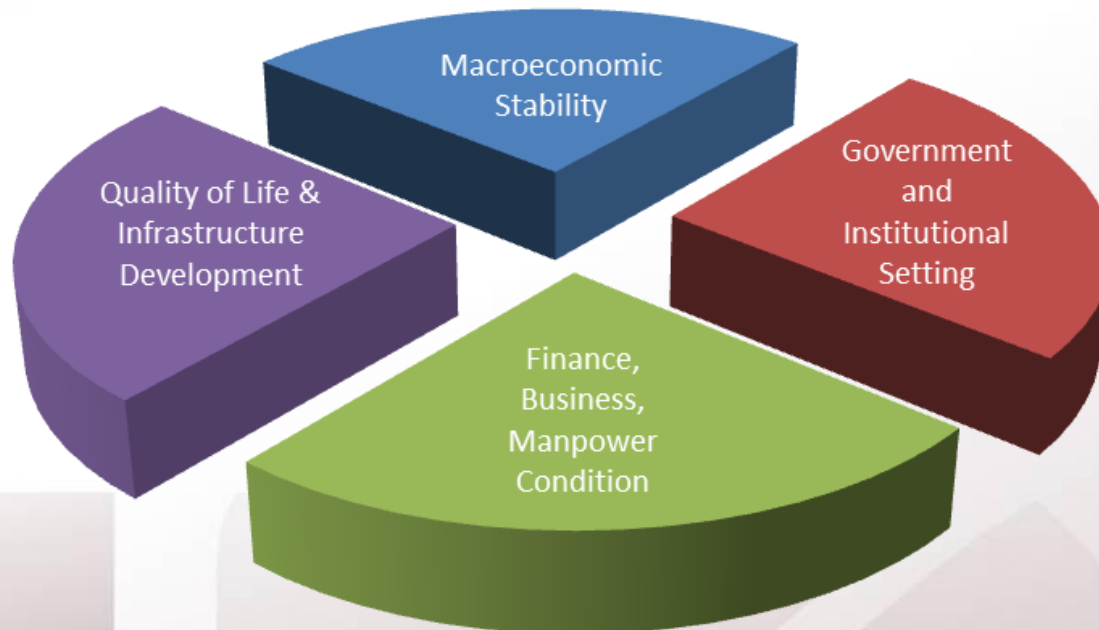 Macroeconomic
Stability
Government
and
Institutional
Setting
Quality of Life &
Infrastructure
Development
Finance,
Business,
Manpower
Condition